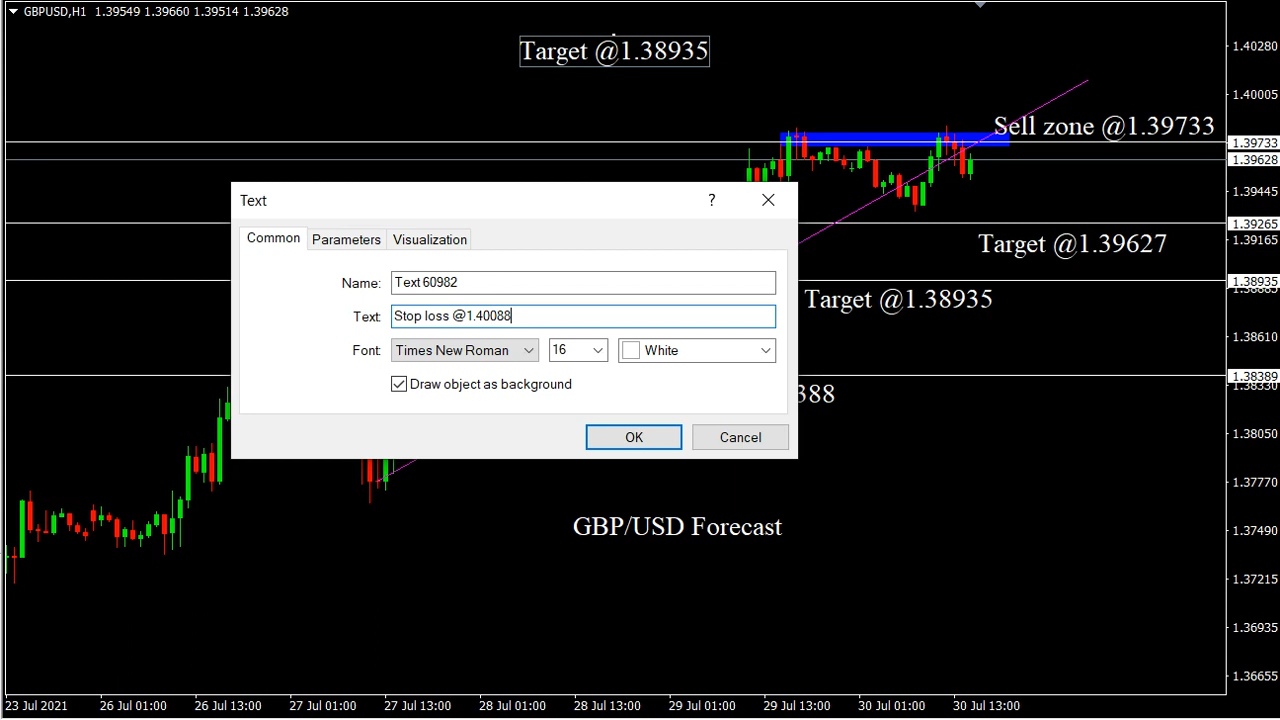 GBPUSD,H1 1.39549 1.39660 1.39514 1.39628
Target @1.38935
1.40280
1.40005
Sell zone @1.39733
1.39733
1.39628
1.39445
1.39265
1.39165
Target @1.39627
1.38935
Target @1.38935
1.38610
1.38399
1.38330
388
1.38050
1.37770
1.37490
1.37215
1.36935
1.36655
Text
?
Common
Parameters
Visualization
Name:
Text 60982
Text:
Stop loss @1.40088
Font:
Times New Roman
16
White
Draw object as background
OK
Cancel
GBP/USD Forecast
23 Jul 2021
26 Jul 01:00
26 Jul 13:00
27 Jul 01:00
27 Jul 13:00
28 Jul 01:00
28 Jul 13:00
29 Jul 01:00
29 Jul 13:00
30 Jul 01:00
30 Jul 13:00